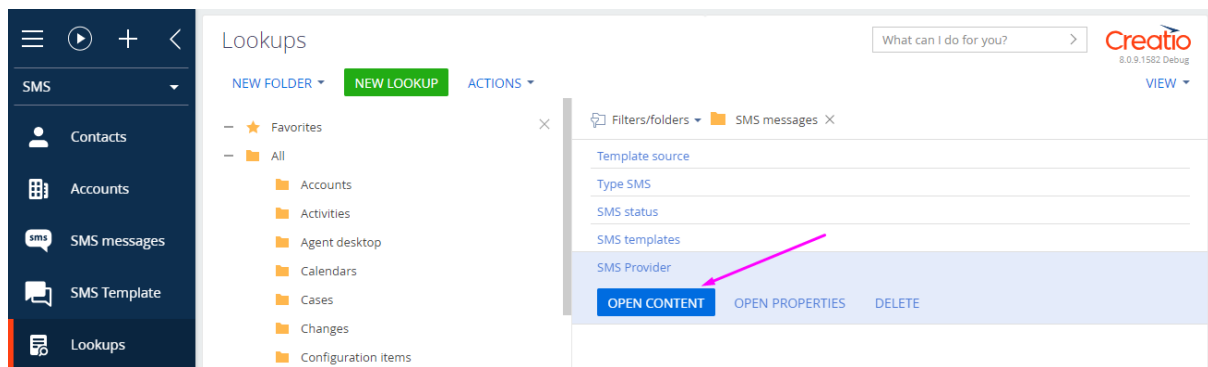 Lookups
What can I do for you?
Creatio
8.0.9.1582 Debug
SMS
NEW FOLDER
NEW LOOKUP
ACTIONS
VIEW
Contacts
Accounts
sms
SMS messages
SMS Template
Lookups
Favorites
All
Accounts
Activities
Agent desktop
Calendars
Cases
Changes
Configuration items
Filters/folders
SMS messages
Template source
Type SMS
SMS status
SMS templates
SMS Provider
OPEN CONTENT
OPEN PROPERTIES
DELETE